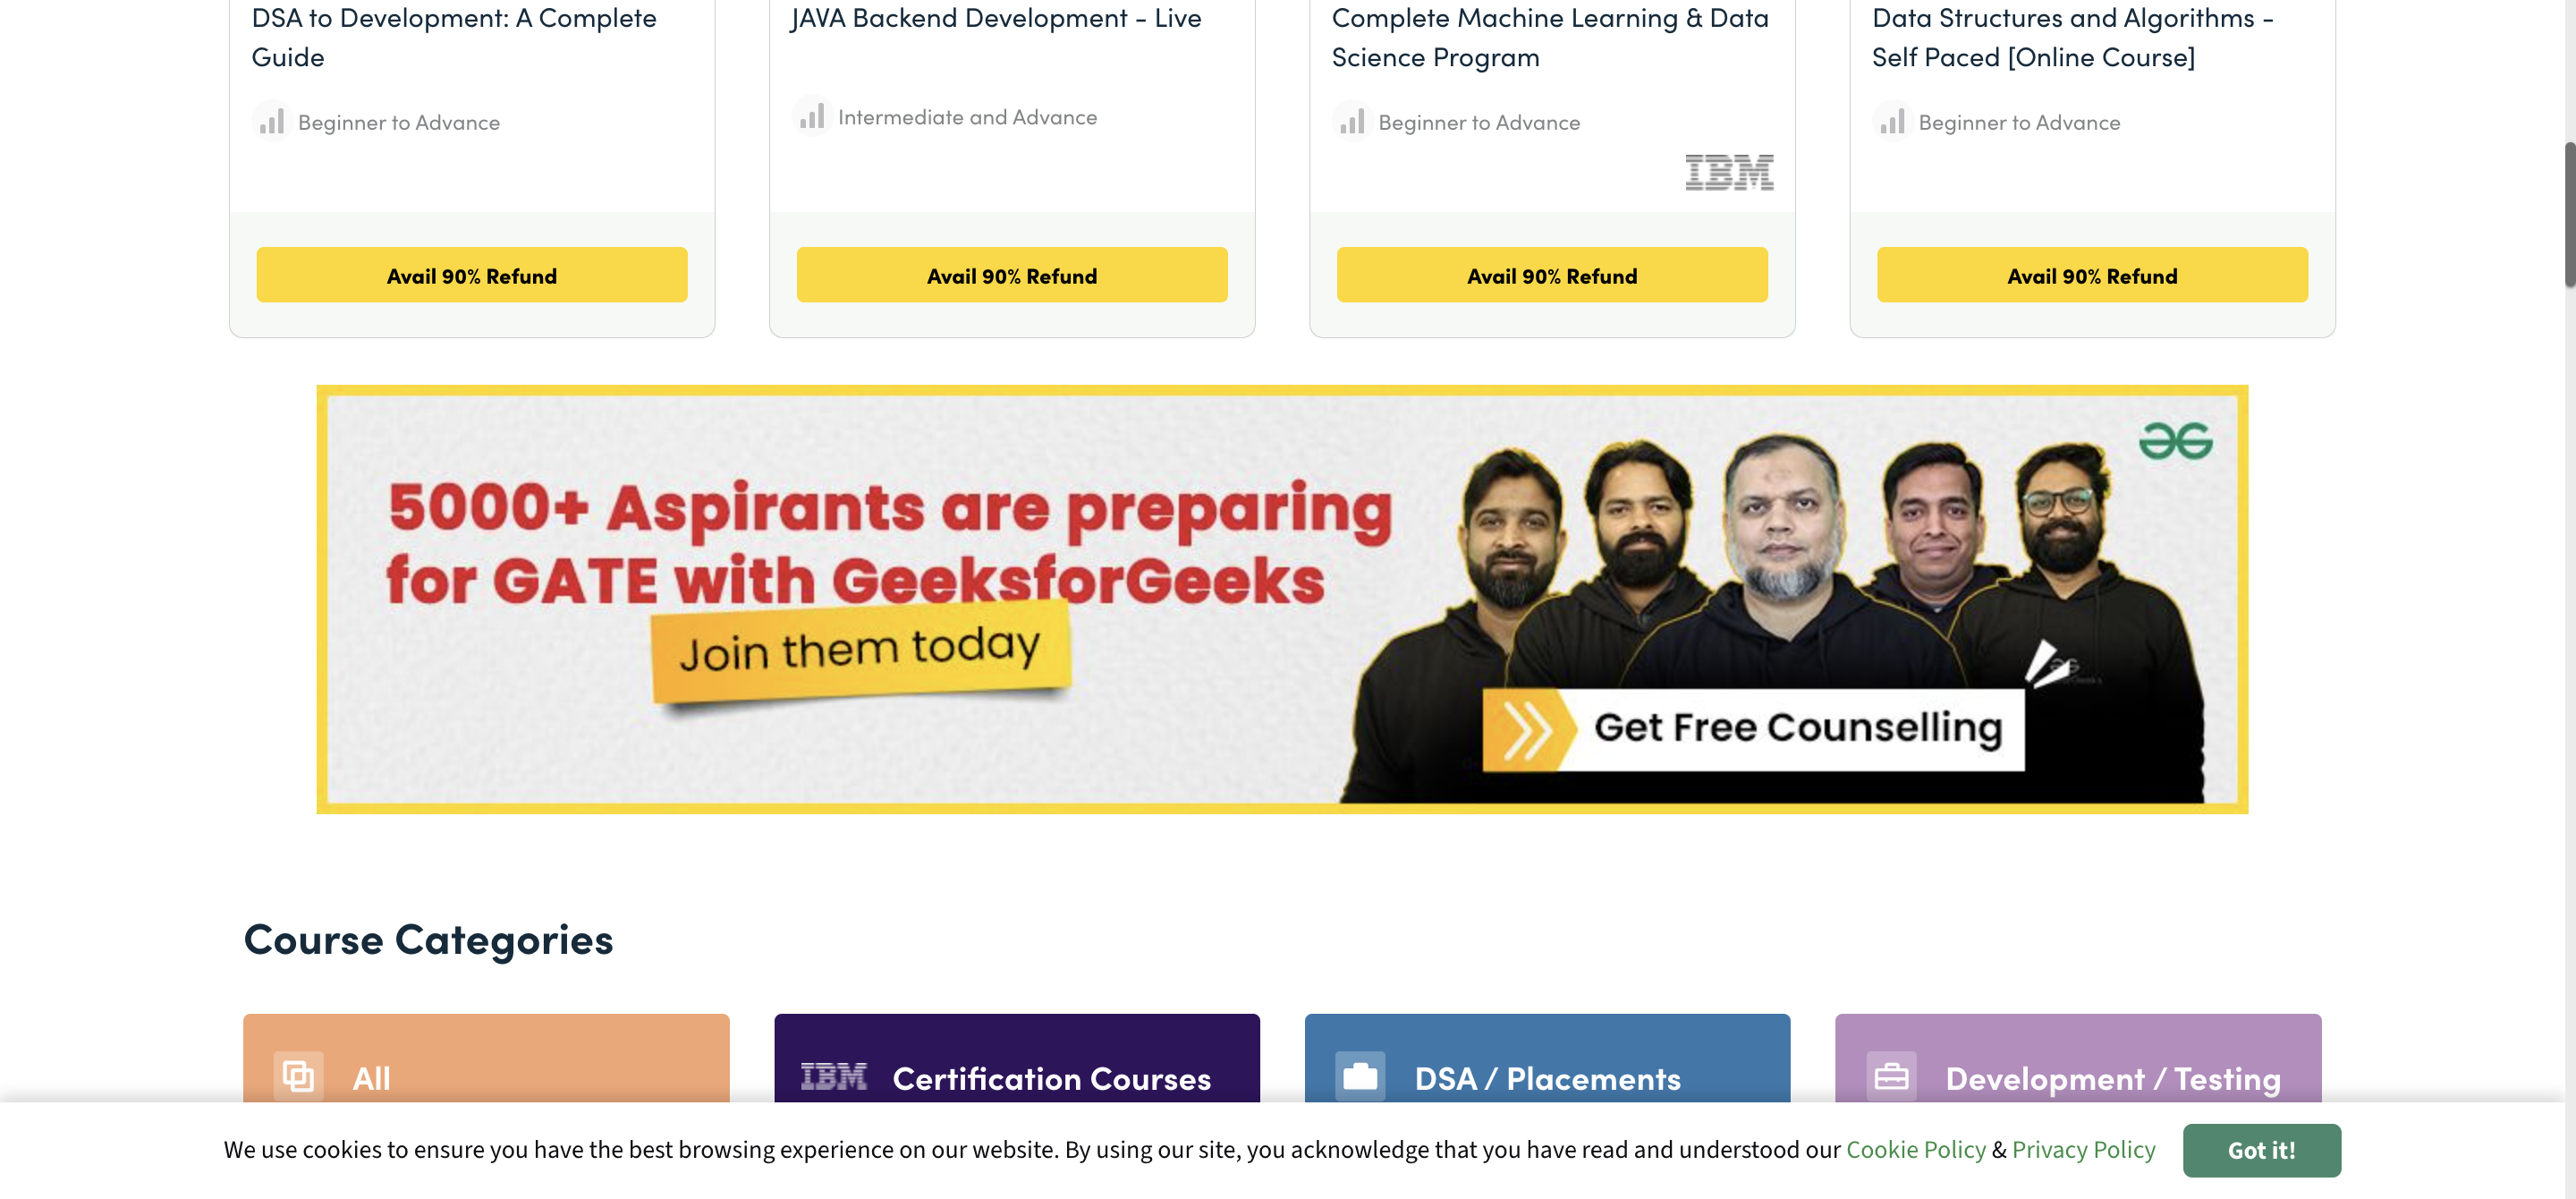 DSA to Development: A Complete
Guide
Beginner to Advance
Avail 90% Refund
JAVA Backend Development - Live
Intermediate and Advance
Avail 90% Refund
Complete Machine Learning & Data
Science Program
Beginner to Advance
IBM
Avail 90% Refund
Data Structures and Algorithms -
Self Paced [Online Course]
Beginner to Advance
Avail 90% Refund
5000+ Aspirants are preparing
for GATE with GeeksforGeeks
Join them today
Get Free Counselling
Course Categories
All
IBM Certification Courses
DSA / Placements
Development / Testing
We use cookies to ensure you have the best browsing experience on our website. By using our site, you acknowledge that you have read and understood our Cookie Policy & Privacy Policy
Got it!